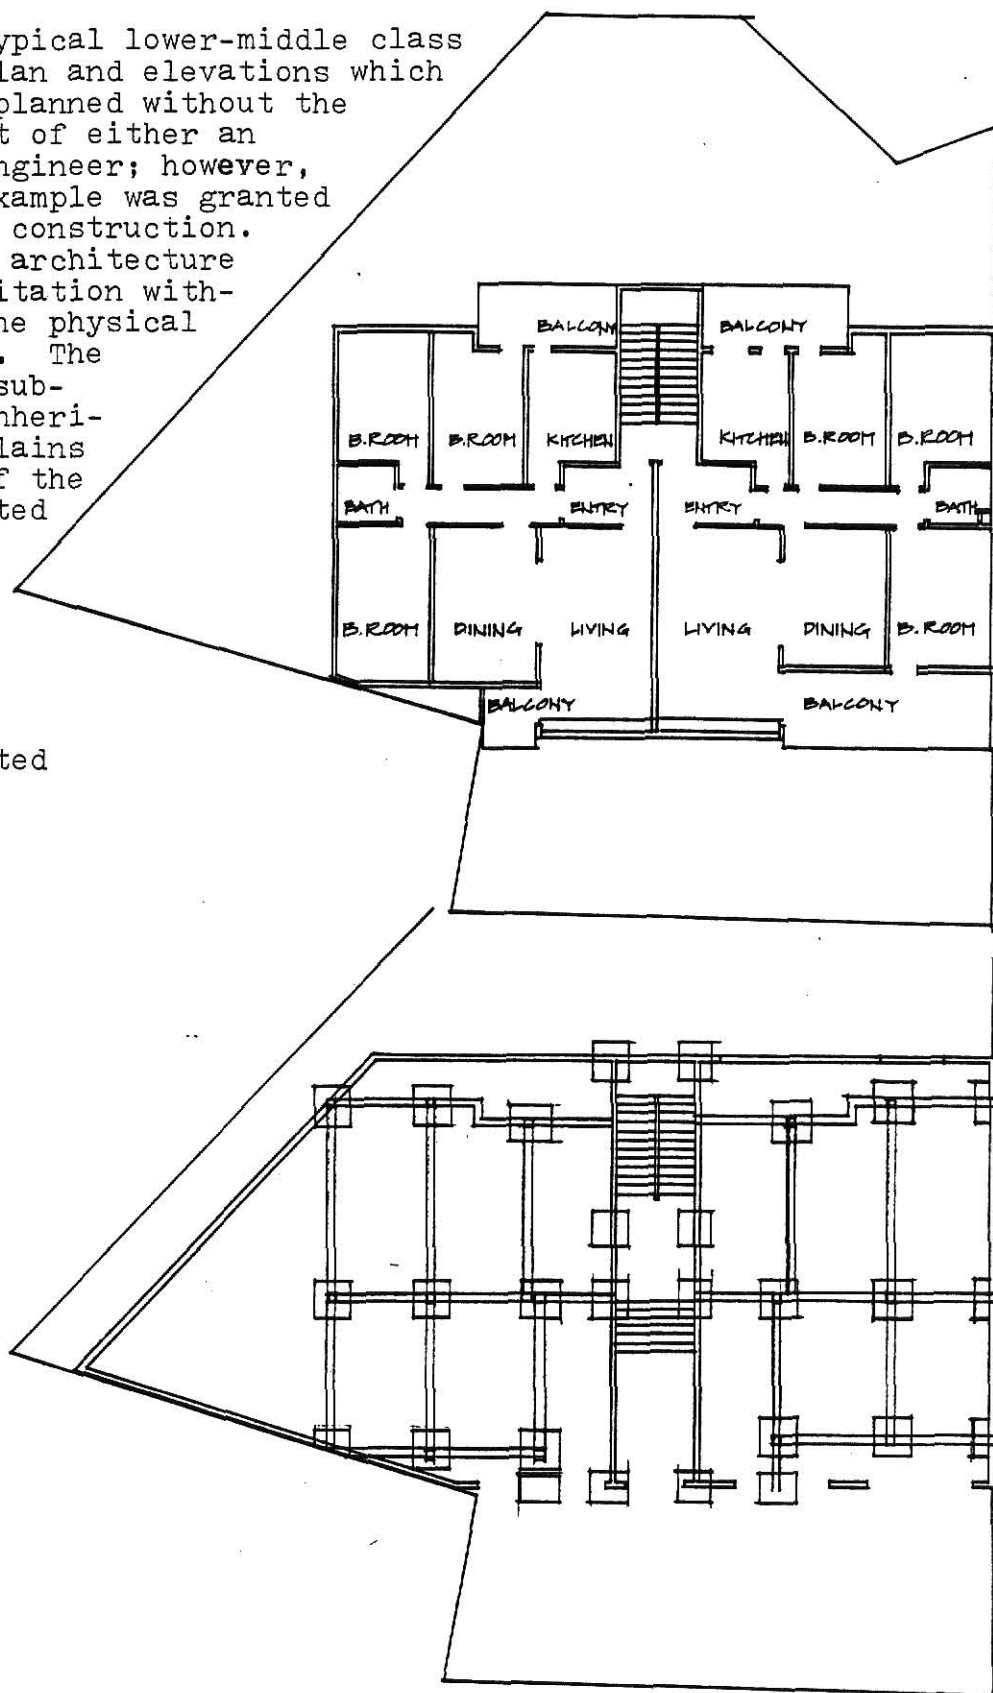 ypical lower-middle class
lan and elevations which
planned without the
t of either an
ngineer; however,
xample was granted
construction.
architecture
itation with-
he physical
. The
sub-
nheri-
lains
f the
ted
ted
BALCONY BALCONY
B.ROOM B.ROOM KITCHEN KITCHEN B.ROOM B.ROOM
BATH ENTRY ENTRY BATH
B.ROOM DINING LIVING LIVING DINING B.ROOM
BALCONY BALCONY